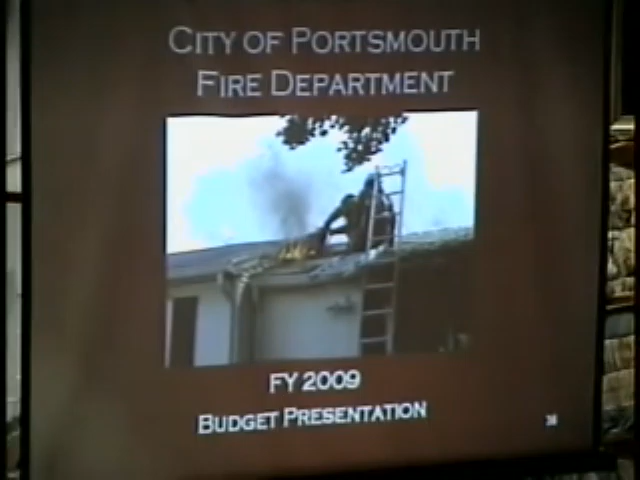 CITY OF PORTSMOUTH
FIRE DEPARTMENT
FY 2009
BUDGET PRESENTATION